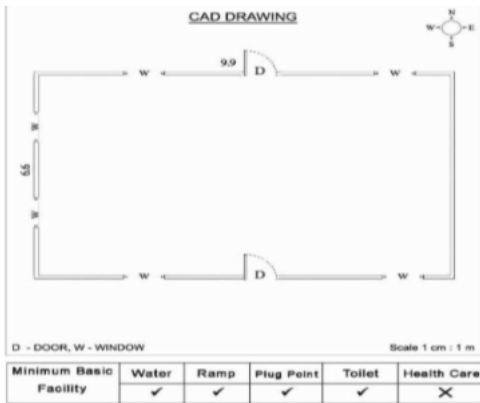 CAD DRAWING
N
W E
S
9.9
W D W
W
6.6
W
W D W
D - DOOR, W - WINDOW Scale 1 cm : 1 m
Minimum Basic Facility Water Ramp Plug Point Toilet Health Care
✓ ✓ ✓ ✓ ✗